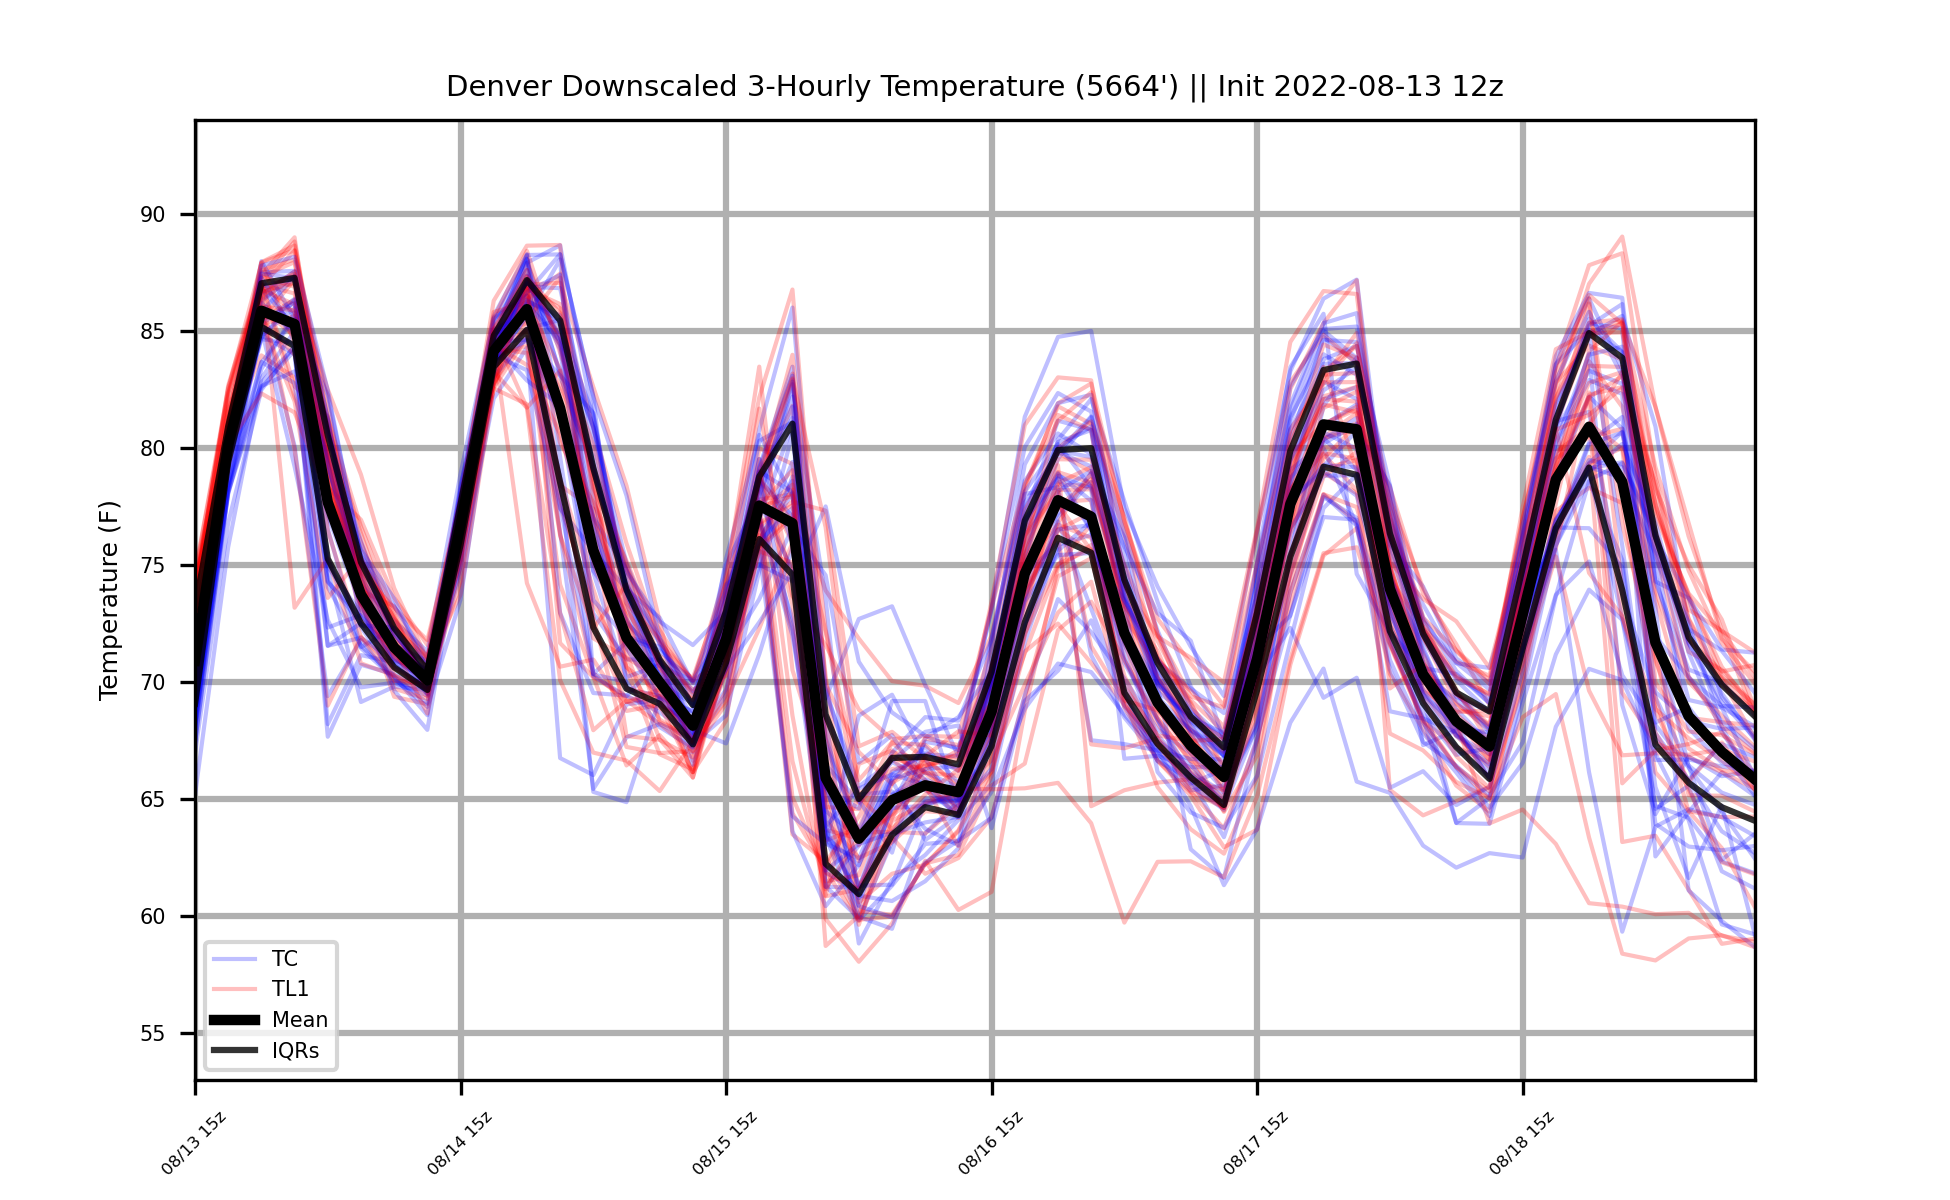 Denver Downscaled 3-Hourly Temperature (5664') || Init 2022-08-13 12z
Temperature (F)
90
85
80
75
70
65
60
55
TC
TL1
Mean
IQRs
08/13 15z
08/14 15z
08/15 15z
08/16 15z
08/17 15z
08/18 15z